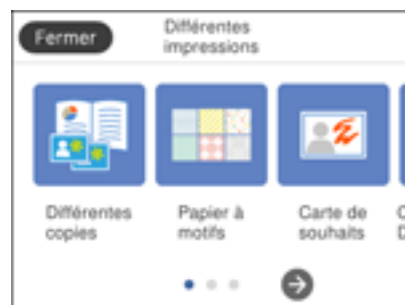 Fermer
Différentes
impressions
Différentes
copies
Papier à
motifs
Carte de
souhaits